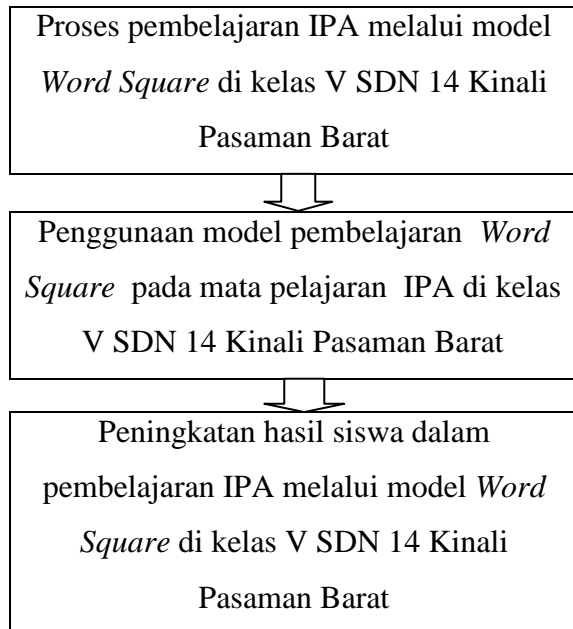 Proses pembelajaran IPA melalui model
Word Square di kelas V SDN 14 Kinali
Pasaman Barat
Penggunaan model pembelajaran Word
Square pada mata pelajaran IPA di kelas
V SDN 14 Kinali Pasaman Barat
Peningkatan hasil siswa dalam
pembelajaran IPA melalui model Word
Square di kelas V SDN 14 Kinali
Pasaman Barat